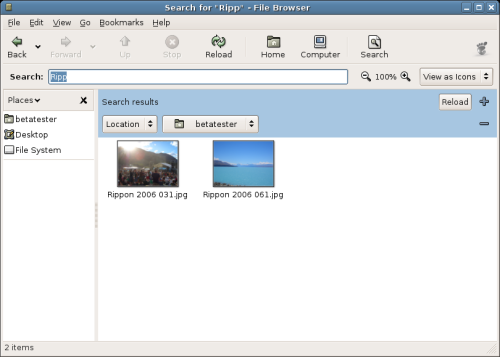 Search for "Ripp" - File Browser
File Edit View Go Bookmarks Help
Back Forward Up Stop Reload Home Computer Search
Search: Ripp 100% View as Icons
Places Search results Reload
betatester Location betatester
Desktop
File System
Rippon 2006 031.jpg Rippon 2006 061.jpg
2 items